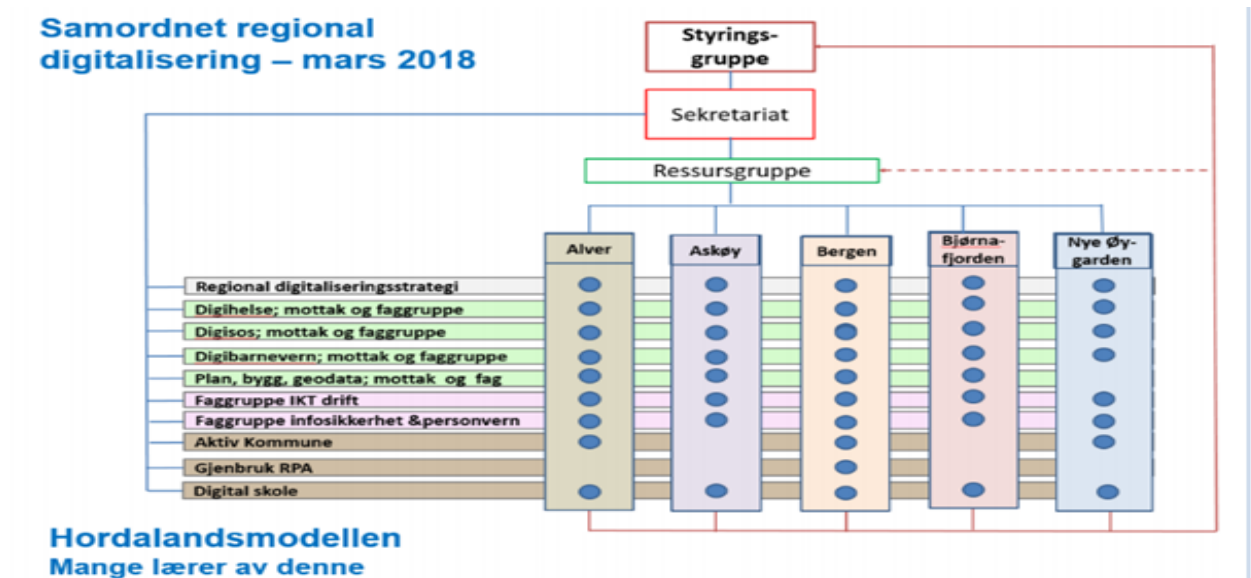 Samordnet regional
digitalisering – mars 2018
Styrings-
gruppe
Sekretariat
Ressursgruppe
Alver
Askøy
Bergen
Bjørna-
fjorden
Nye Øy-
garden
Regional digitaliseringsstrategi
Digihelse; mottak og faggruppe
Digisos; mottak og faggruppe
Digibarnevern; mottak og faggruppe
Plan, bygg, geodata; mottak og fag
Faggruppe IKT drift
Faggruppe infosikkerhet &personvern
Aktiv Kommune
Gjenbruk RPA
Digital skole
Hordalandsmodellen
Mange lærer av denne